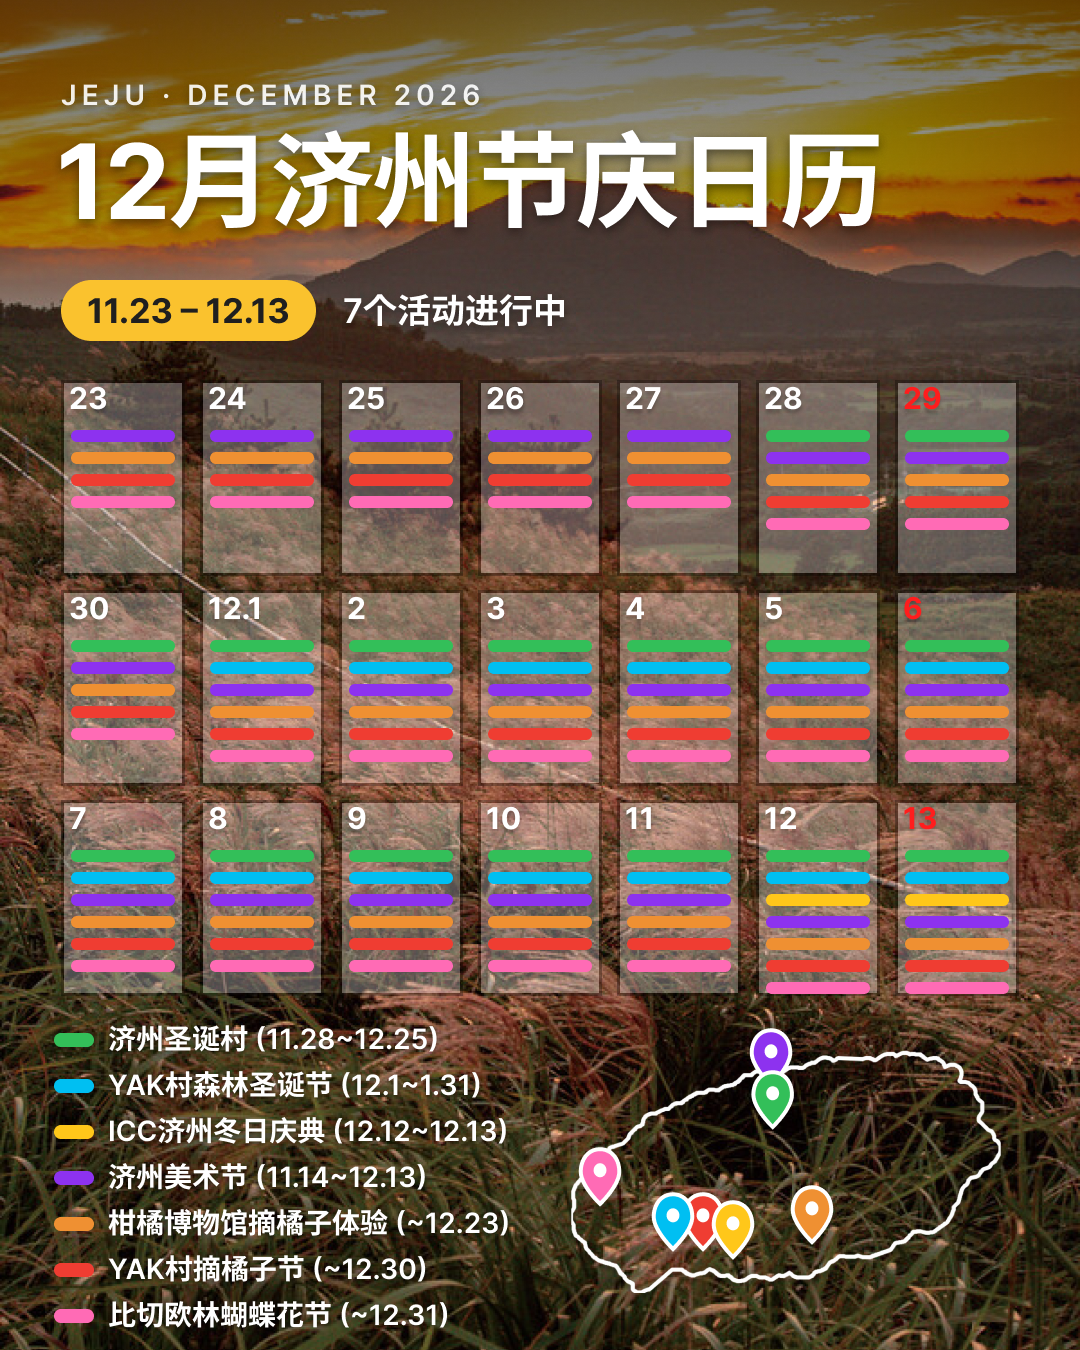 JEJU · DECEMBER 2026
12月济州节庆日历
11.23 – 12.13 7个活动进行中
23 24 25 26 27 28 29
30 12.1 2 3 4 5 6
7 8 9 10 11 12 13
济州圣诞村 (11.28~12.25)
YAK村森林圣诞节 (12.1~1.31)
ICC济州冬日庆典 (12.12~12.13)
济州美术节 (11.14~12.13)
柑橘博物馆摘橘子体验 (~12.23)
YAK村摘橘子节 (~12.30)
比切欧林蝴蝶花节 (~12.31)